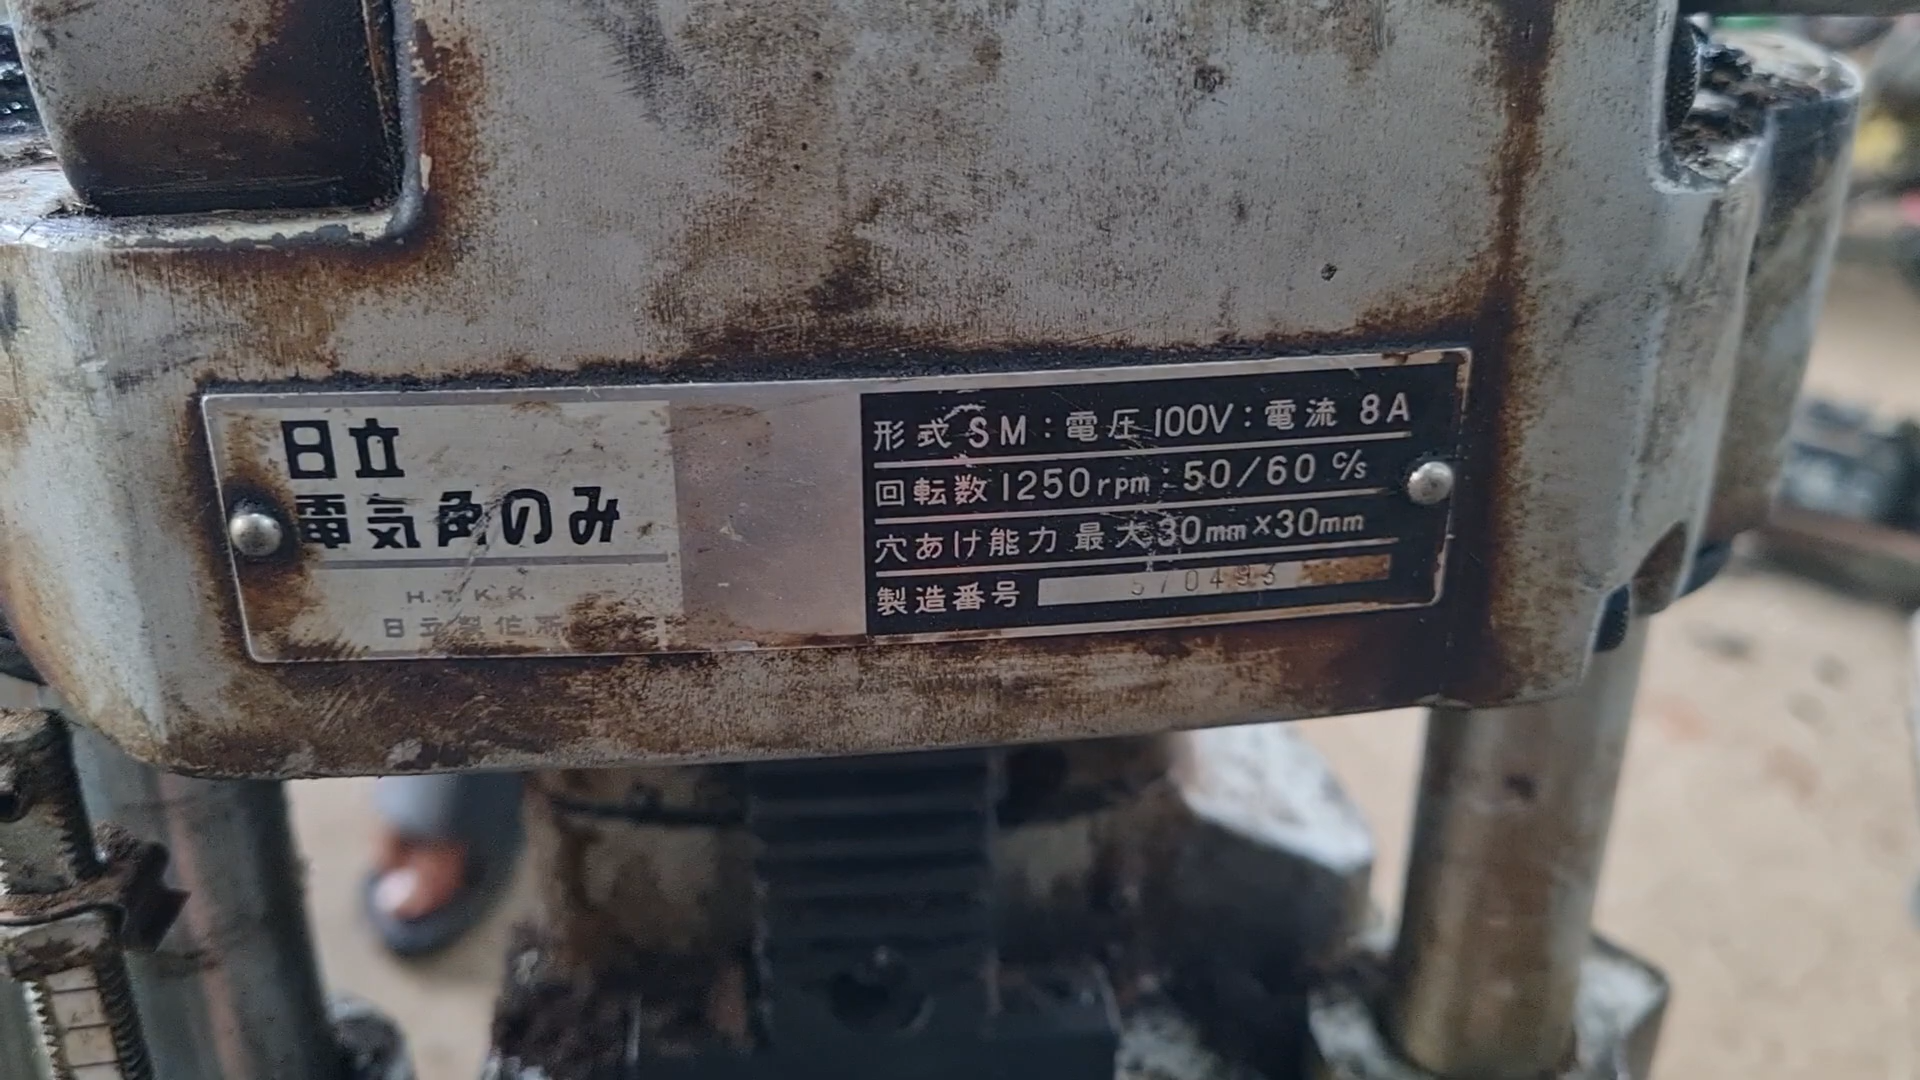 日立
電気角のみ
H.T.K.K.
日立製作所
形式 SM:電圧 100V:電流 8A
回転数 1250rpm:50/60 c/s
穴あけ能力 最大 30mm×30mm
製造番号 570493